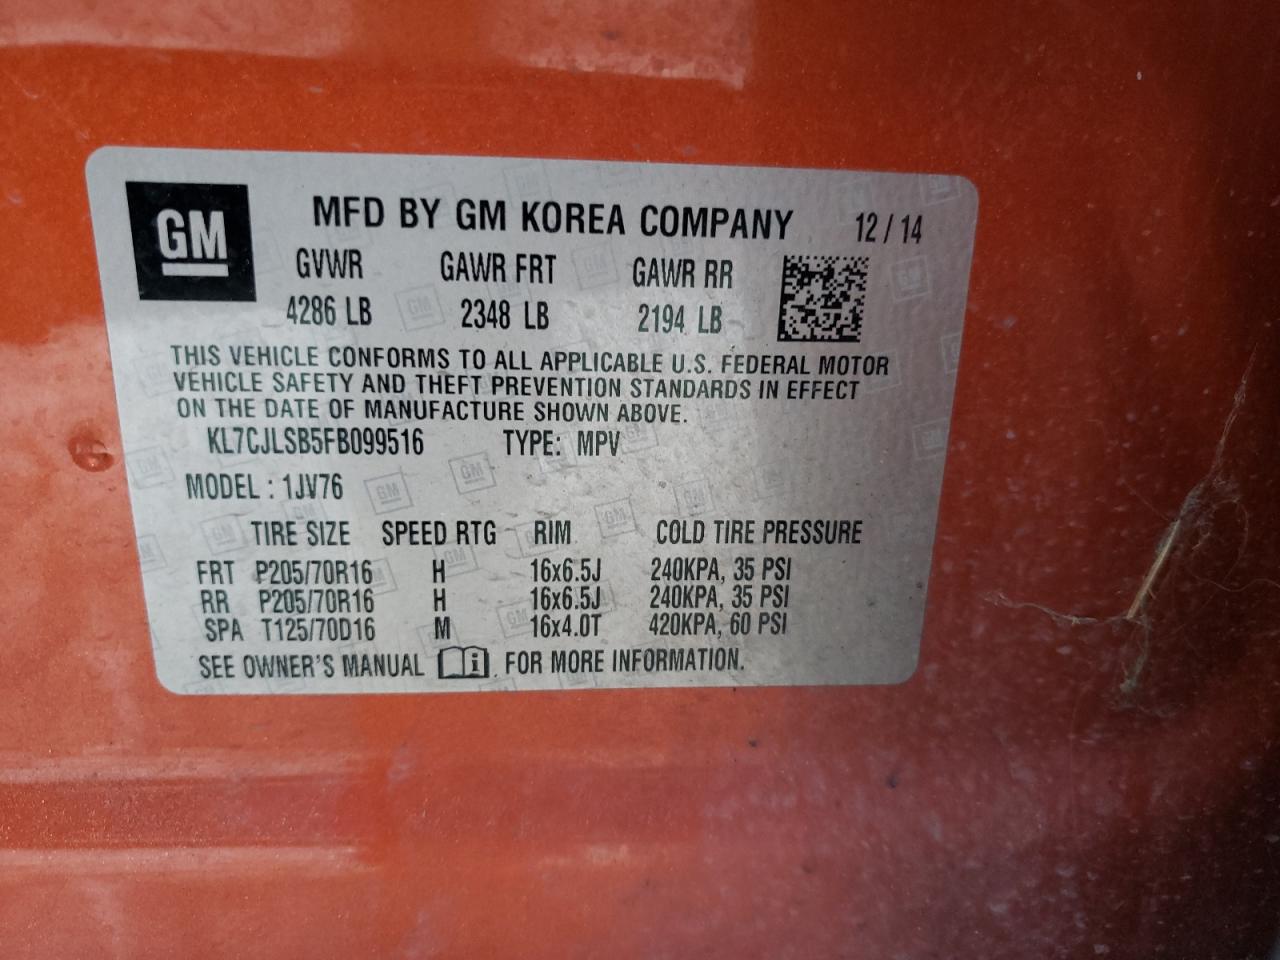 GM
MFD BY GM KOREA COMPANY 12 / 14
GVWR GAWR FRT GAWR RR
4286 LB 2348 LB 2194 LB
THIS VEHICLE CONFORMS TO ALL APPLICABLE U.S. FEDERAL MOTOR
VEHICLE SAFETY AND THEFT PREVENTION STANDARDS IN EFFECT
ON THE DATE OF MANUFACTURE SHOWN ABOVE.
KL7CJLSB5FB099516 TYPE: MPV
MODEL : 1JV76
TIRE SIZE SPEED RTG RIM COLD TIRE PRESSURE
FRT P205/70R16 H 16x6.5J 240KPA, 35 PSI
RR P205/70R16 H 16x6.5J 240KPA, 35 PSI
SPA T125/70D16 M 16x4.0T 420KPA, 60 PSI
SEE OWNER'S MANUAL i. FOR MORE INFORMATION.